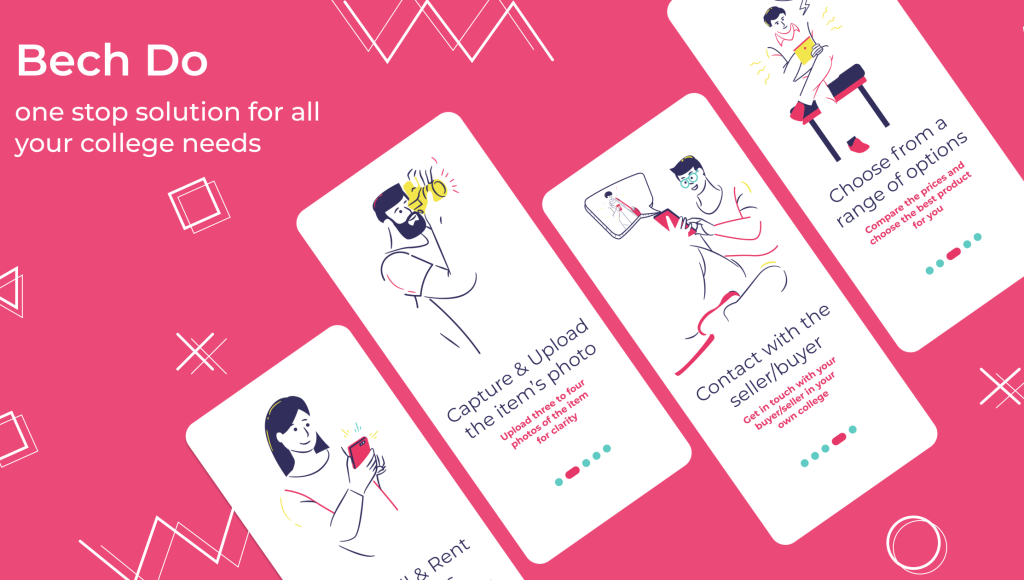 Bech Do
one stop solution for all
your college needs
Choose from a
range of options
Compare the prices and
choose the best product
for you
Capture & Upload
the item's photo
Upload three to four
photos of the item
for clarity
Contact with the
seller/buyer
Get in touch with your
buyer/seller in your
own college
& Rent